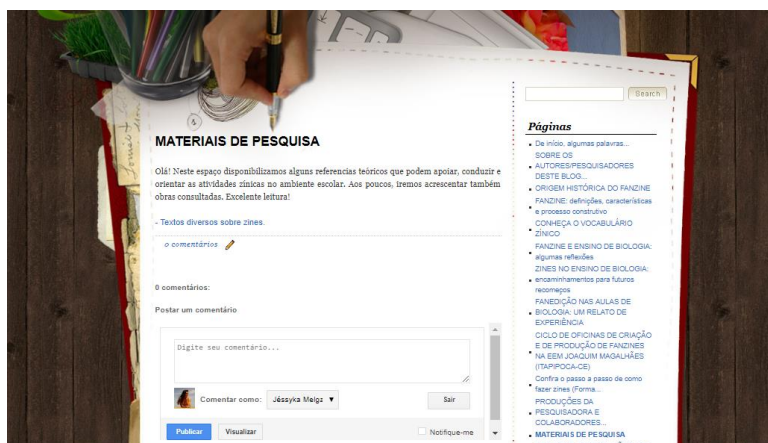 MATERIAIS DE PESQUISA
Olá! Neste espaço disponibilizamos alguns referencias teóricos que podem apoiar, conduzir e
orientar as atividades zínicas no ambiente escolar. Aos poucos, iremos acrescentar também
obras consultadas. Excelente leitura!
- Textos diversos sobre zines.
0 comentários
0 comentários:
Postar um comentário
Digite seu comentário...
Comentar como: Jéssyka Melga
Sair
Publicar
Visualizar
Notifique-me
Search
Páginas
De início, algumas palavras...
SOBRE OS
AUTORES/PESQUISADORES
DESTE BLOG...
ORIGEM HISTÓRICA DO FANZINE
FANZINE: definições, características
e processo construtivo
CONHEÇA O VOCABULÁRIO
ZÍNICO
FANZINE E ENSINO DE BIOLOGIA:
algumas reflexões
ZINES NO ENSINO DE BIOLOGIA:
encaminhamentos para futuros
recomeços
FANEDIÇÃO NAS AULAS DE
BIOLOGIA: UM RELATO DE
EXPERIÊNCIA
CICLO DE OFICINAS DE CRIAÇÃO
E DE PRODUÇÃO DE FANZINES
NA EEM JOAQUIM MAGALHÃES
(ITAPIPOCA-CE)
Confira o passo a passo de como
fazer zines (Forma...
PRODUÇÕES DA
PESQUISADORA E
COLABORADORES...
MATERIAIS DE PESQUISA